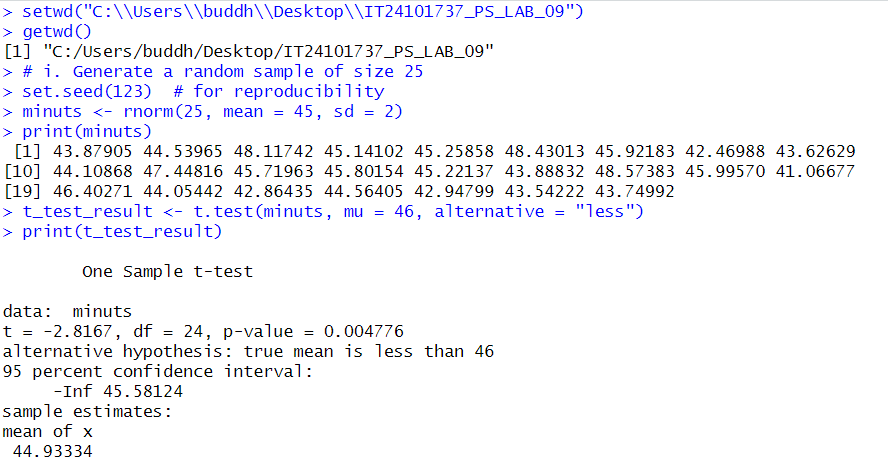 > setwd("C:\\Users\\buddh\\Desktop\\IT24101737_PS_LAB_09")
> getwd()
[1] "C:/Users/buddh/Desktop/IT24101737_PS_LAB_09"
> # i. Generate a random sample of size 25
> set.seed(123)  # for reproducibility
> minuts <- rnorm(25, mean = 45, sd = 2)
> print(minuts)
 [1] 43.87905 44.53965 48.11742 45.14102 45.25858 48.43013 45.92183 42.46988 43.62629
[10] 44.10868 47.44816 45.71963 45.80154 45.22137 43.88832 48.57383 45.99570 41.06677
[19] 46.40271 44.05442 42.86435 44.56405 42.94799 43.54222 43.74992
> t_test_result <- t.test(minuts, mu = 46, alternative = "less")
> print(t_test_result)

        One Sample t-test

data:  minuts
t = -2.8167, df = 24, p-value = 0.004776
alternative hypothesis: true mean is less than 46
95 percent confidence interval:
     -Inf 45.58124
sample estimates:
mean of x
 44.93334